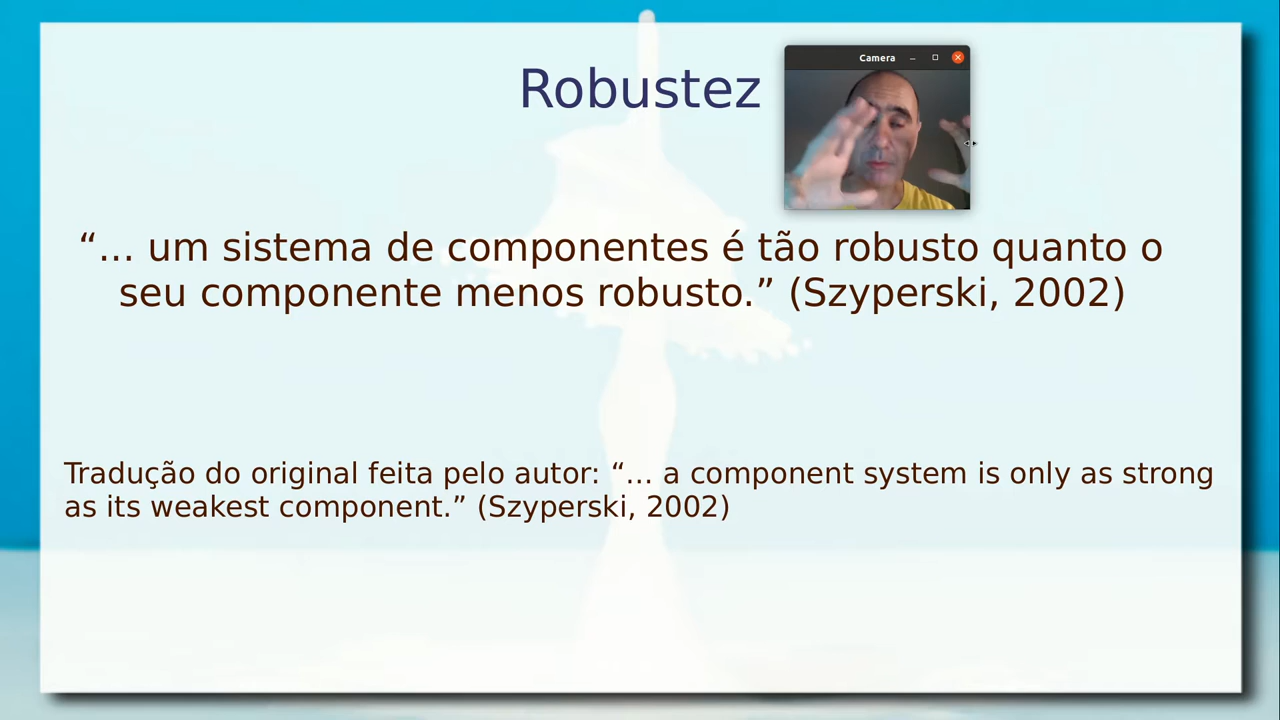 Robustez
Camera
“... um sistema de componentes é tão robusto quanto o
seu componente menos robusto.” (Szyperski, 2002)
Tradução do original feita pelo autor: “... a component system is only as strong
as its weakest component.” (Szyperski, 2002)